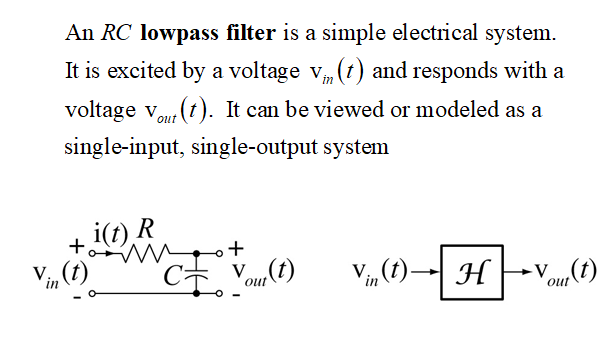 An RC lowpass filter is a simple electrical system.
It is excited by a voltage v_in(t) and responds with a
voltage v_out(t). It can be viewed or modeled as a
single-input, single-output system
i(t) R
+ +
v_in(t) C v_out(t) v_in(t) ℋ v_out(t)
- -